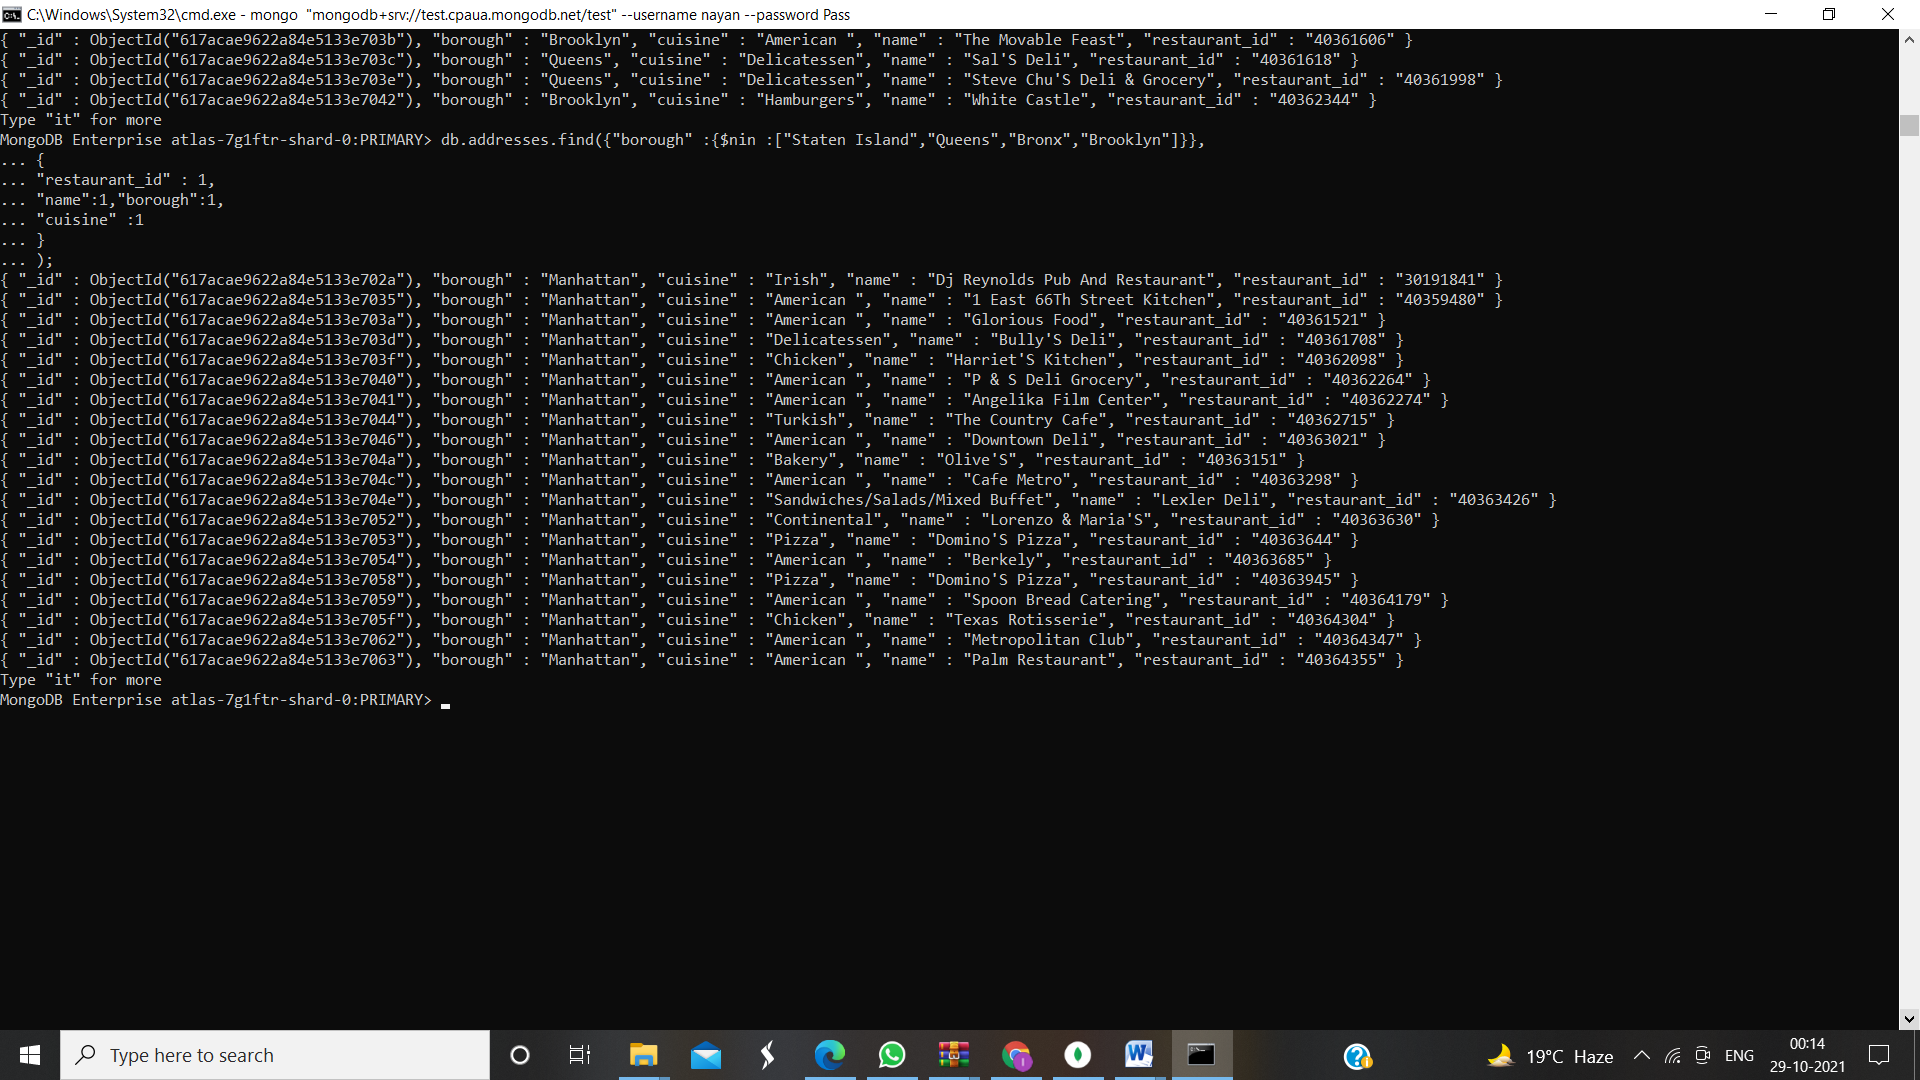 C:\Windows\System32\cmd.exe - mongo  "mongodb+srv://test.cpaua.mongodb.net/test" --username nayan --password Pass
{ "_id" : ObjectId("617acae9622a84e5133e703b"), "borough" : "Brooklyn", "cuisine" : "American ", "name" : "The Movable Feast", "restaurant_id" : "40361606" }
{ "_id" : ObjectId("617acae9622a84e5133e703c"), "borough" : "Queens", "cuisine" : "Delicatessen", "name" : "Sal'S Deli", "restaurant_id" : "40361618" }
{ "_id" : ObjectId("617acae9622a84e5133e703e"), "borough" : "Queens", "cuisine" : "Delicatessen", "name" : "Steve Chu'S Deli & Grocery", "restaurant_id" : "40361998" }
{ "_id" : ObjectId("617acae9622a84e5133e7042"), "borough" : "Brooklyn", "cuisine" : "Hamburgers", "name" : "White Castle", "restaurant_id" : "40362344" }
Type "it" for more
MongoDB Enterprise atlas-7g1ftr-shard-0:PRIMARY> db.addresses.find({"borough" :{$nin :["Staten Island","Queens","Bronx","Brooklyn"]}},
... {
... "restaurant_id" : 1,
... "name":1,"borough":1,
... "cuisine" :1
... }
... );
{ "_id" : ObjectId("617acae9622a84e5133e702a"), "borough" : "Manhattan", "cuisine" : "Irish", "name" : "Dj Reynolds Pub And Restaurant", "restaurant_id" : "30191841" }
{ "_id" : ObjectId("617acae9622a84e5133e7035"), "borough" : "Manhattan", "cuisine" : "American ", "name" : "1 East 66Th Street Kitchen", "restaurant_id" : "40359480" }
{ "_id" : ObjectId("617acae9622a84e5133e703a"), "borough" : "Manhattan", "cuisine" : "American ", "name" : "Glorious Food", "restaurant_id" : "40361521" }
{ "_id" : ObjectId("617acae9622a84e5133e703d"), "borough" : "Manhattan", "cuisine" : "Delicatessen", "name" : "Bully'S Deli", "restaurant_id" : "40361708" }
{ "_id" : ObjectId("617acae9622a84e5133e703f"), "borough" : "Manhattan", "cuisine" : "Chicken", "name" : "Harriet'S Kitchen", "restaurant_id" : "40362098" }
{ "_id" : ObjectId("617acae9622a84e5133e7040"), "borough" : "Manhattan", "cuisine" : "American ", "name" : "P & S Deli Grocery", "restaurant_id" : "40362264" }
{ "_id" : ObjectId("617acae9622a84e5133e7041"), "borough" : "Manhattan", "cuisine" : "American ", "name" : "Angelika Film Center", "restaurant_id" : "40362274" }
{ "_id" : ObjectId("617acae9622a84e5133e7044"), "borough" : "Manhattan", "cuisine" : "Turkish", "name" : "The Country Cafe", "restaurant_id" : "40362715" }
{ "_id" : ObjectId("617acae9622a84e5133e7046"), "borough" : "Manhattan", "cuisine" : "American ", "name" : "Downtown Deli", "restaurant_id" : "40363021" }
{ "_id" : ObjectId("617acae9622a84e5133e704a"), "borough" : "Manhattan", "cuisine" : "Bakery", "name" : "Olive'S", "restaurant_id" : "40363151" }
{ "_id" : ObjectId("617acae9622a84e5133e704c"), "borough" : "Manhattan", "cuisine" : "American ", "name" : "Cafe Metro", "restaurant_id" : "40363298" }
{ "_id" : ObjectId("617acae9622a84e5133e704e"), "borough" : "Manhattan", "cuisine" : "Sandwiches/Salads/Mixed Buffet", "name" : "Lexler Deli", "restaurant_id" : "40363426" }
{ "_id" : ObjectId("617acae9622a84e5133e7052"), "borough" : "Manhattan", "cuisine" : "Continental", "name" : "Lorenzo & Maria'S", "restaurant_id" : "40363630" }
{ "_id" : ObjectId("617acae9622a84e5133e7053"), "borough" : "Manhattan", "cuisine" : "Pizza", "name" : "Domino'S Pizza", "restaurant_id" : "40363644" }
{ "_id" : ObjectId("617acae9622a84e5133e7054"), "borough" : "Manhattan", "cuisine" : "American ", "name" : "Berkely", "restaurant_id" : "40363685" }
{ "_id" : ObjectId("617acae9622a84e5133e7058"), "borough" : "Manhattan", "cuisine" : "Pizza", "name" : "Domino'S Pizza", "restaurant_id" : "40363945" }
{ "_id" : ObjectId("617acae9622a84e5133e7059"), "borough" : "Manhattan", "cuisine" : "American ", "name" : "Spoon Bread Catering", "restaurant_id" : "40364179" }
{ "_id" : ObjectId("617acae9622a84e5133e705f"), "borough" : "Manhattan", "cuisine" : "Chicken", "name" : "Texas Rotisserie", "restaurant_id" : "40364304" }
{ "_id" : ObjectId("617acae9622a84e5133e7062"), "borough" : "Manhattan", "cuisine" : "American ", "name" : "Metropolitan Club", "restaurant_id" : "40364347" }
{ "_id" : ObjectId("617acae9622a84e5133e7063"), "borough" : "Manhattan", "cuisine" : "American ", "name" : "Palm Restaurant", "restaurant_id" : "40364355" }
Type "it" for more
MongoDB Enterprise atlas-7g1ftr-shard-0:PRIMARY>
Type here to search
19°C Haze
ENG
00:14
29-10-2021